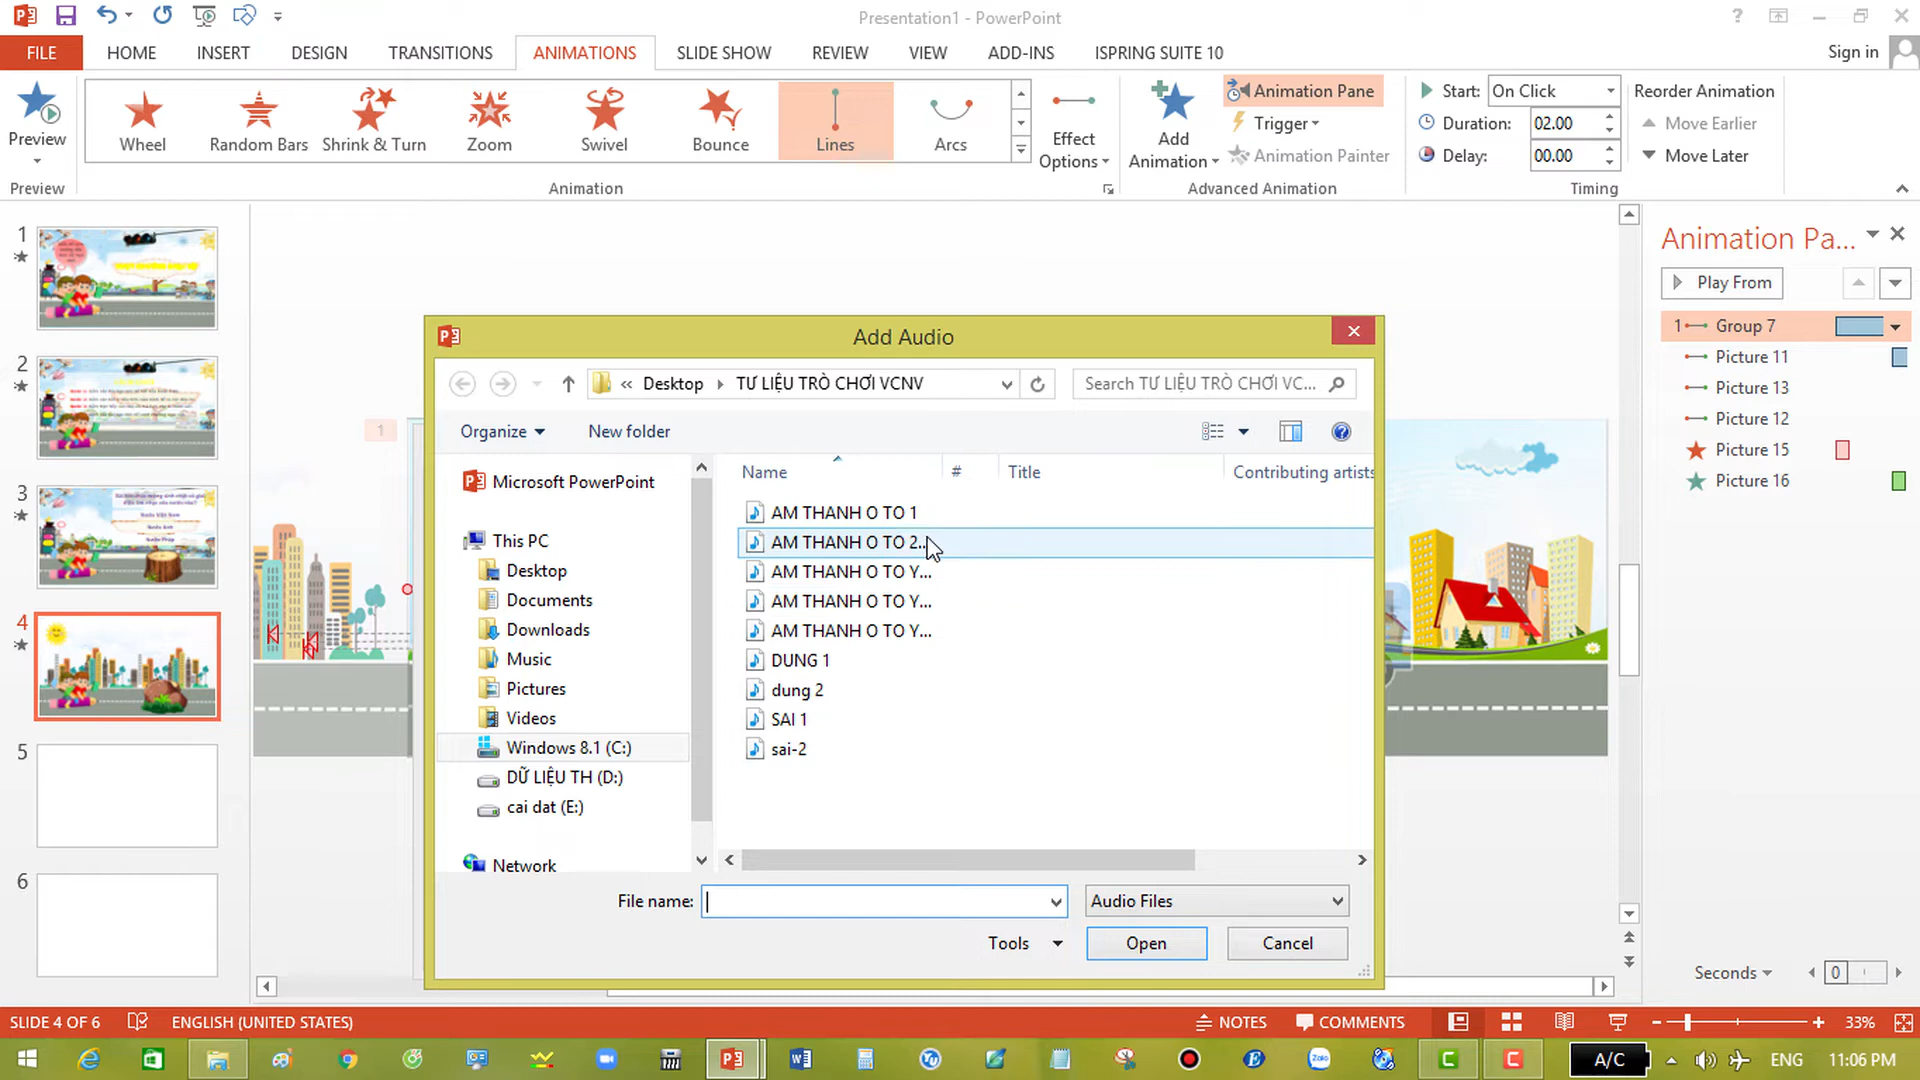 Presentation1 - PowerPoint
FILE
HOME
INSERT
DESIGN
TRANSITIONS
ANIMATIONS
SLIDE SHOW
REVIEW
VIEW
ADD-INS
ISPRING SUITE 10
Sign in
Preview
Wheel
Random Bars
Shrink & Turn
Zoom
Swivel
Bounce
Lines
Arcs
Effect
Options
Add
Animation
Animation Pane
Trigger
Animation Painter
Start:
On Click
Duration:
02.00
Delay:
00.00
Reorder Animation
Move Earlier
Move Later
Preview
Animation
Advanced Animation
Timing
1
2
3
4
5
6
1
Add Audio
« Desktop
TƯ LIỆU TRÒ CHƠI VCNV
Search TƯ LIỆU TRÒ CHƠI VC...
Organize
New folder
Microsoft PowerPoint
This PC
Desktop
Documents
Downloads
Music
Pictures
Videos
Windows 8.1 (C:)
DỮ LIỆU TH (D:)
cai dat (E:)
Network
Name
#
Title
Contributing artists
AM THANH O TO 1
AM THANH O TO 2...
AM THANH O TO Y...
AM THANH O TO Y...
AM THANH O TO Y...
DUNG 1
dung 2
SAI 1
sai-2
File name:
Audio Files
Tools
Open
Cancel
Animation Pa...
Play From
1
Group 7
Picture 11
Picture 13
Picture 12
Picture 15
Picture 16
Seconds
0
SLIDE 4 OF 6
ENGLISH (UNITED STATES)
NOTES
COMMENTS
33%
A/C
ENG
11:06 PM